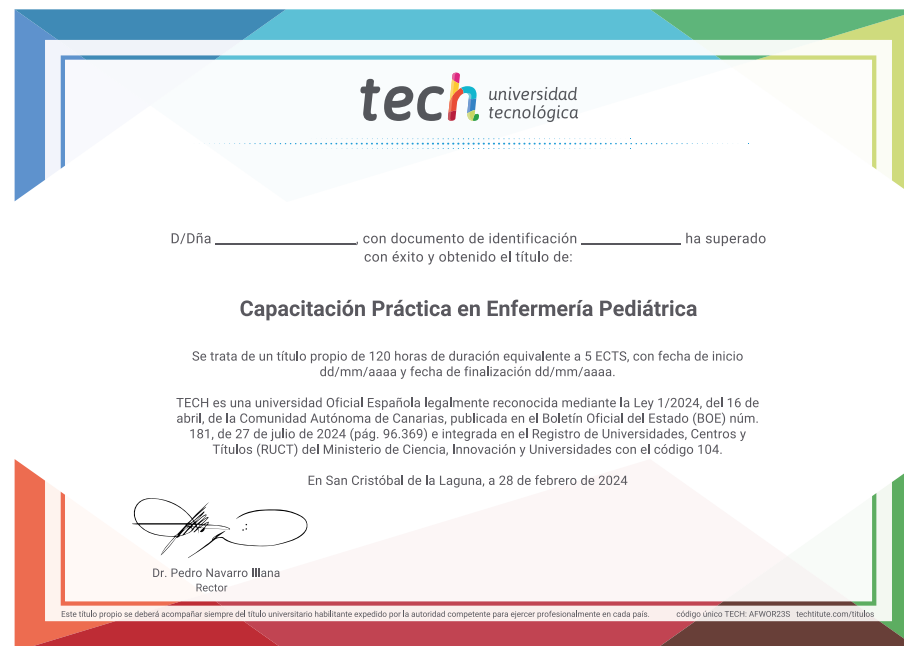 tech universidad
tecnológica
D/Dña ______________, con documento de identificación __________ ha superado
con éxito y obtenido el título de:
Capacitación Práctica en Enfermería Pediátrica
Se trata de un título propio de 120 horas de duración equivalente a 5 ECTS, con fecha de inicio
dd/mm/aaaa y fecha de finalización dd/mm/aaaa.
TECH es una universidad Oficial Española legalmente reconocida mediante la Ley 1/2024, del 16 de
abril, de la Comunidad Autónoma de Canarias, publicada en el Boletín Oficial del Estado (BOE) núm.
181, de 27 de julio de 2024 (pág. 96.369) e integrada en el Registro de Universidades, Centros y
Títulos (RUCT) del Ministerio de Ciencia, Innovación y Universidades con el código 104.
En San Cristóbal de la Laguna, a 28 de febrero de 2024
Dr. Pedro Navarro Illana
Rector
Este título propio se deberá acompañar siempre del título universitario habilitante expedido por la autoridad competente para ejercer profesionalmente en cada país. código único TECH: AFWOR23S techtitute.com/títulos